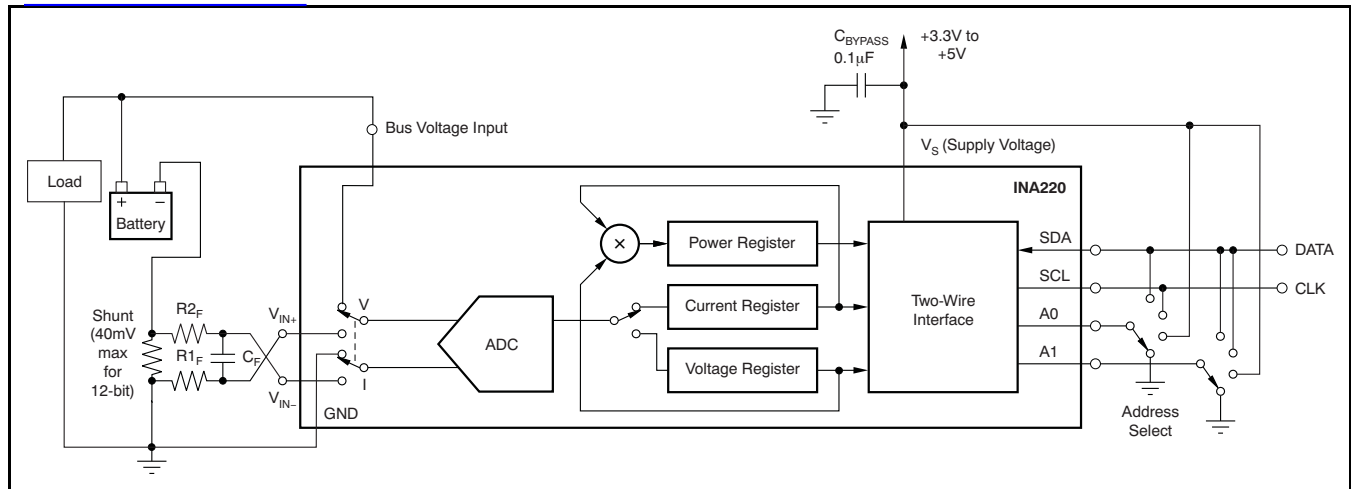 C_BYPASS
0.1μF
+3.3V to
+5V
Bus Voltage Input
V_S (Supply Voltage)
INA220
Load
+ −
Battery
×
Power Register
SDA
DATA
SCL
CLK
Shunt
(40mV
max
for
12-bit)
R2_F
R1_F
C_F
V_IN+
V_IN−
V
I
GND
ADC
Current Register
Voltage Register
Two-Wire
Interface
A0
A1
Address
Select